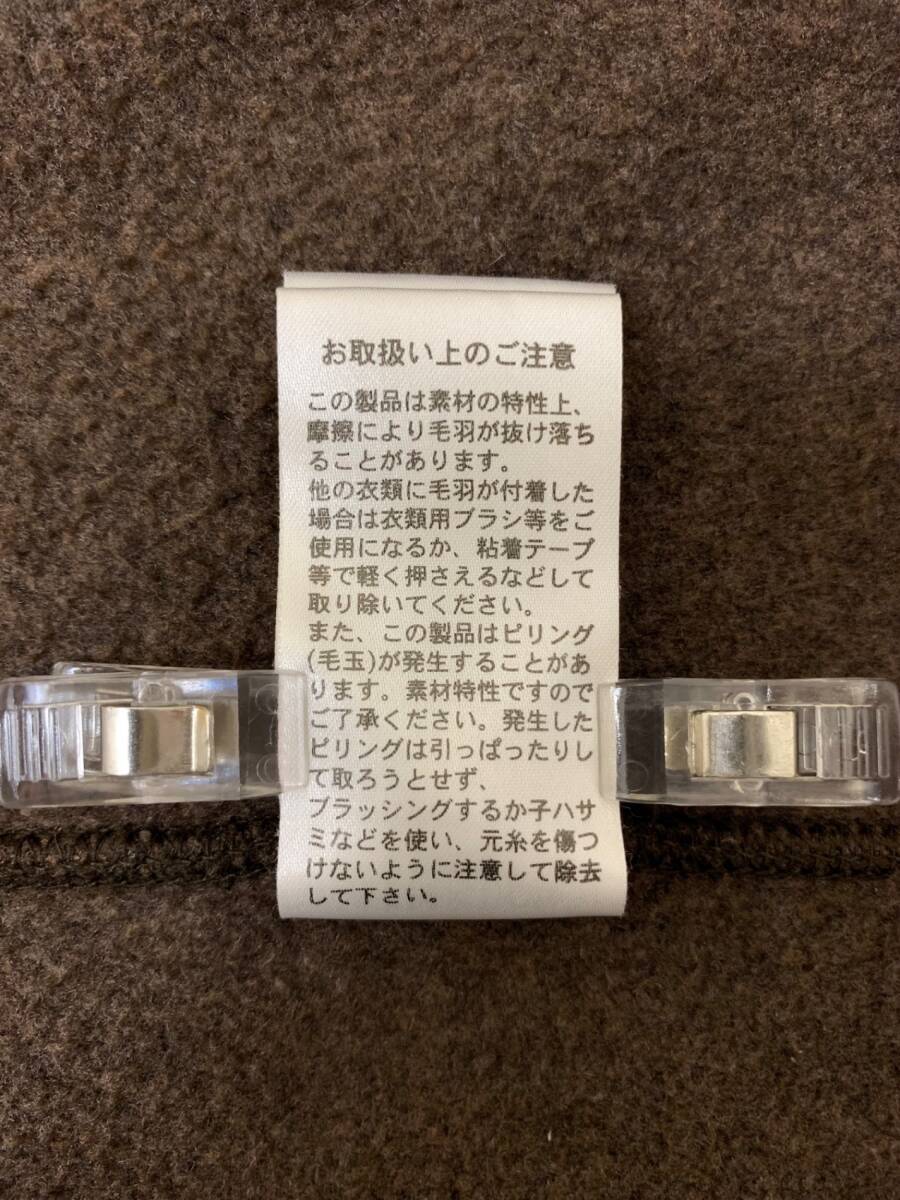 お取扱い上のご注意
この製品は素材の特性上、
摩擦により毛羽が抜け落ち
ることがあります。
他の衣類に毛羽が付着した
場合は衣類用ブラシ等をご
使用になるか、粘着テープ
等で軽く押さえるなどして
取り除いてください。
また、この製品はピリング
(毛玉)が発生することがあ
ります。素材特性ですので
ご了承ください。発生した
ピリングは引っぱったりし
て取ろうとせず、
ブラッシングするか子ハサ
ミなどを使い、元糸を傷つ
けないように注意して除去
して下さい。